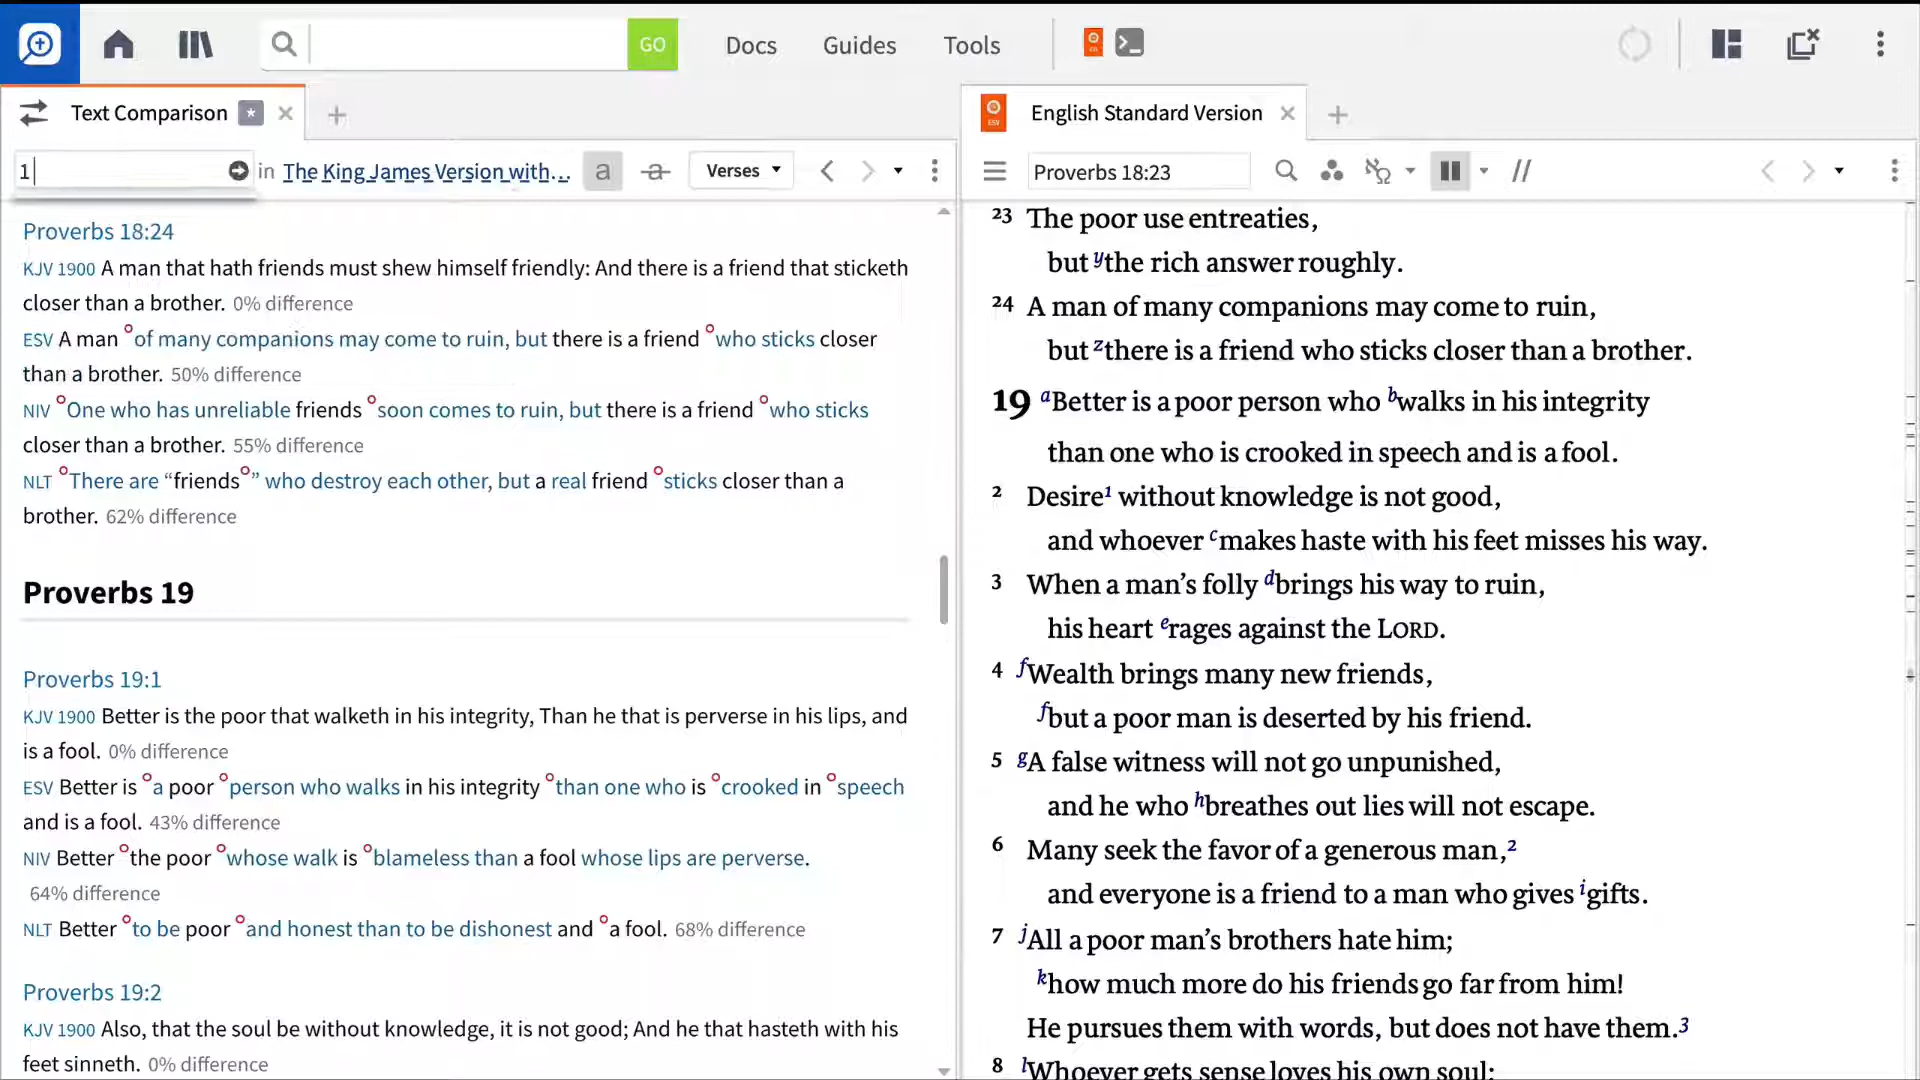 GO
Docs
Guides
Tools
Text Comparison *
English Standard Version
1
in The King James Version with...
a
a
Verses
Proverbs 18:24
KJV 1900 A man that hath friends must shew himself friendly: And there is a friend that sticketh
closer than a brother. 0% difference
ESV A man °of many companions may come to ruin, but there is a friend °who sticks closer
than a brother. 50% difference
NIV °One who has unreliable friends °soon comes to ruin, but there is a friend °who sticks
closer than a brother. 55% difference
NLT °There are “friends°” who destroy each other, but a real friend °sticks closer than a
brother. 62% difference
Proverbs 19
Proverbs 19:1
KJV 1900 Better is the poor that walketh in his integrity, Than he that is perverse in his lips, and
is a fool. 0% difference
ESV Better is °a poor °person who walks in his integrity °than one who is °crooked in °speech
and is a fool. 43% difference
NIV Better °the poor °whose walk is °blameless than a fool whose lips are perverse.
64% difference
NLT Better °to be poor °and honest than to be dishonest and °a fool. 68% difference
Proverbs 19:2
KJV 1900 Also, that the soul be without knowledge, it is not good; And he that hasteth with his
feet sinneth. 0% difference
Proverbs 18:23
23 The poor use entreaties,
but ythe rich answer roughly.
24 A man of many companions may come to ruin,
but zthere is a friend who sticks closer than a brother.
19 aBetter is a poor person who bwalks in his integrity
than one who is crooked in speech and is a fool.
2 Desire1 without knowledge is not good,
and whoever cmakes haste with his feet misses his way.
3 When a man’s folly dbrings his way to ruin,
his heart erages against the LORD.
4 fWealth brings many new friends,
fbut a poor man is deserted by his friend.
5 gA false witness will not go unpunished,
and he who hbreathes out lies will not escape.
6 Many seek the favor of a generous man,2
and everyone is a friend to a man who gives igifts.
7 jAll a poor man’s brothers hate him;
khow much more do his friends go far from him!
He pursues them with words, but does not have them.3
8 lWhoever gets sense loves his own soul;